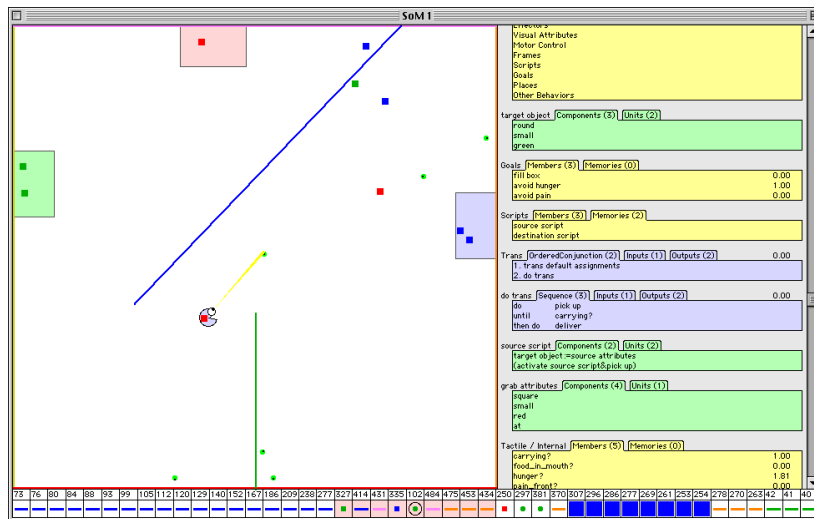 SoM 1
Effectors
Visual Attributes
Motor Control
Frames
Scripts
Goals
Places
Other Behaviors
target object Components (3) Units (2)
round
small
green
Goals Members (3) Memories (0)
fill box 0.00
avoid hunger 1.00
avoid pain 0.00
Scripts Members (3) Memories (2)
source script
destination script
Trans OrderedConjunction (2) Inputs (1) Outputs (2) 0.00
1. trans default assignments
2. do trans
do trans Sequence (3) Inputs (1) Outputs (2) 0.00
do pick up
until carrying?
then do deliver
source script Components (2) Units (2)
target object :=source attributes
(activate source script&pick up)
grab attributes Components (4) Units (1)
square
small
red
at
Tactile / Internal Members (5) Memories (0)
carrying? 1.00
food_in_mouth? 0.00
hunger? 1.81
pain_front? 0.00
73 76 80 84 88 93 99 105 112 120 129 140 152 167 186 209 238 277 327 414 431 335 102 484 475 453 434 250 297 381 370 307 296 286 277 269 261 253 254 278 270 263 42 41 40